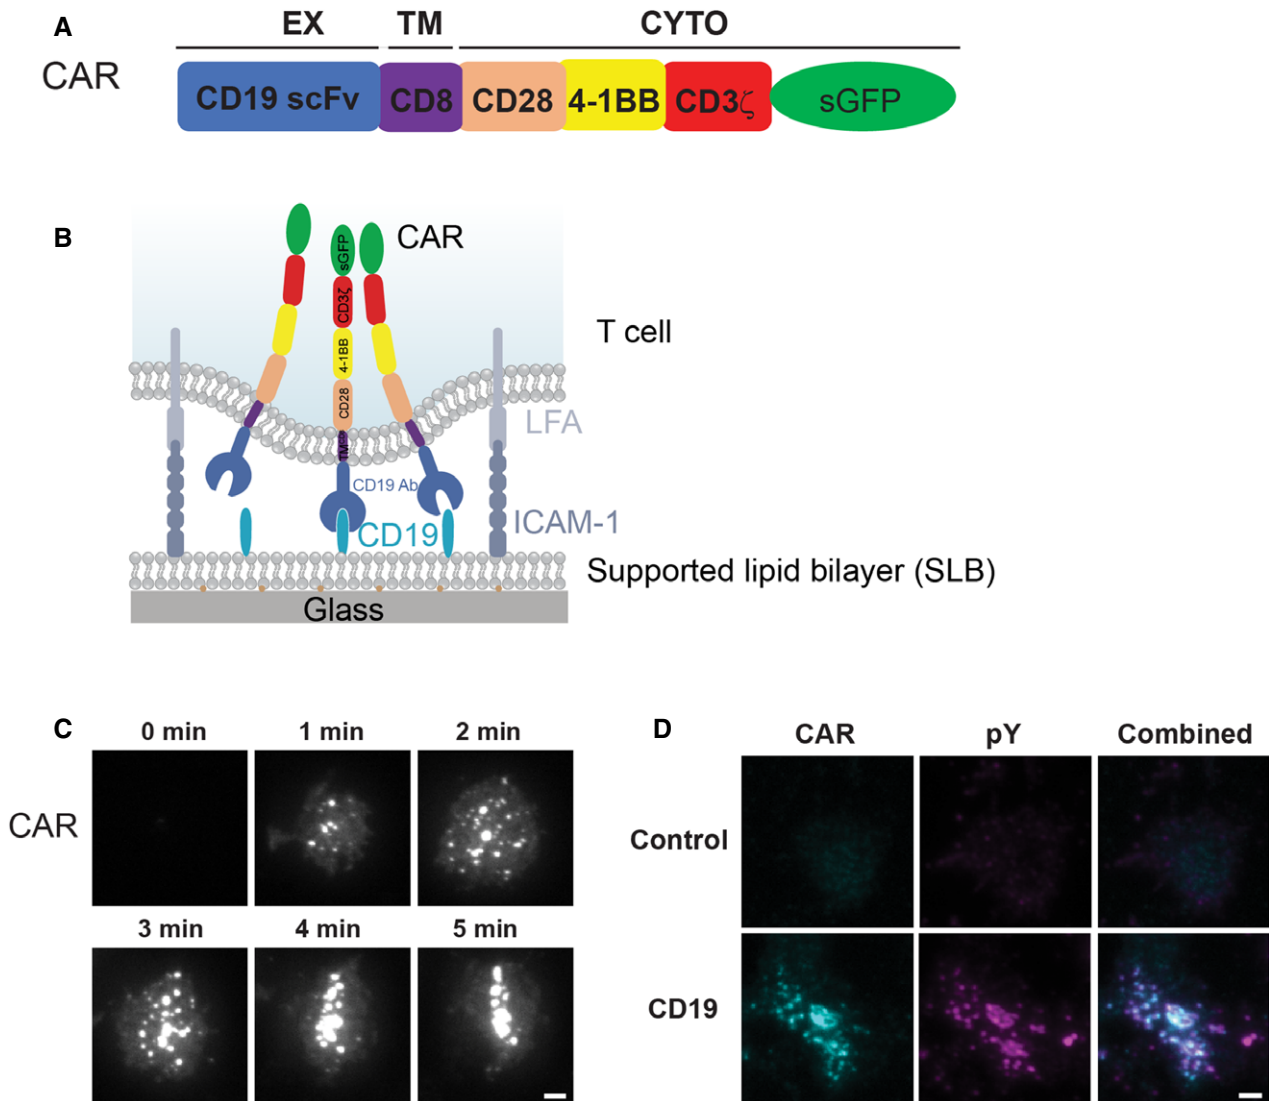 A
EX TM CYTO
CAR
CD19 scFv CD8 CD28 4-1BB CD3ζ sGFP
B
CAR
sGFP
CD3ζ
4-1BB
CD28
TM
T cell
LFA
CD19 Ab
CD19
ICAM-1
Supported lipid bilayer (SLB)
Glass
C
0 min 1 min 2 min
CAR
3 min 4 min 5 min
D
CAR pY Combined
Control
CD19